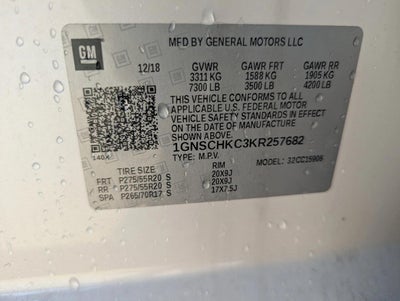 GM
MFD BY GENERAL MOTORS LLC
12/18 GVWR GAWR FRT GAWR RR
3311 KG 1588 KG 1905 KG
7300 LB 3500 LB 4200 LB
THIS VEHICLE CONFORMS TO ALL
APPLICABLE U.S. FEDERAL MOTOR
VEHICLE SAFETY STANDARDS IN
EFFECT ON THE DATE OF MANUFACTURE
SHOWN ABOVE.
1GNSCHKC3KR257682
TYPE: M.P.V. MODEL: 32CC15906
140X
TIRE SIZE RIM
FRT P275/55R20 S 20X9J
RR P275/55R20 S 20X9J
SPA P265/70R17 S 17X7.5J